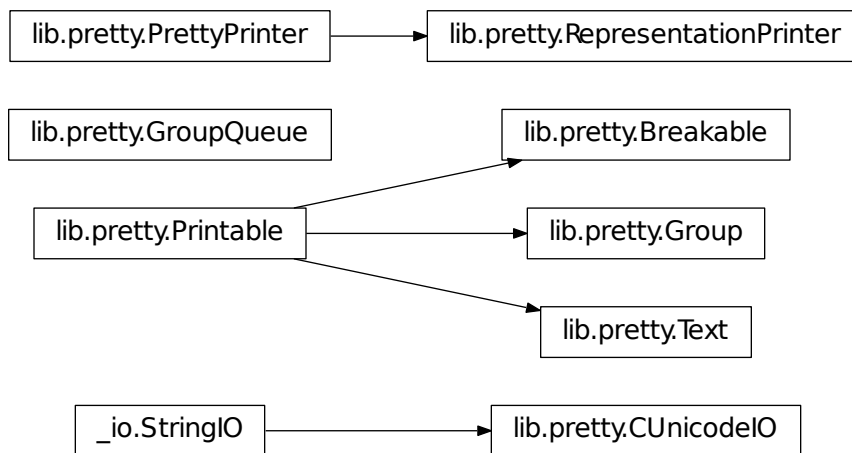 lib.pretty.PrettyPrinter
lib.pretty.RepresentationPrinter
lib.pretty.GroupQueue
lib.pretty.Breakable
lib.pretty.Printable
lib.pretty.Group
lib.pretty.Text
_io.StringIO
lib.pretty.CUnicodeIO